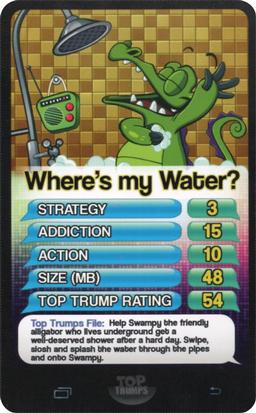 Where's my Water?
STRATEGY 3
ADDICTION 15
ACTION 10
SIZE (MB) 48
TOP TRUMP RATING 54
Top Trumps File: Help Swampy the friendly
alligator who lives underground get a
well-deserved shower after a hard day. Swipe,
slosh and splash the water through the pipes
and onto Swampy.
TOP
TRUMPS